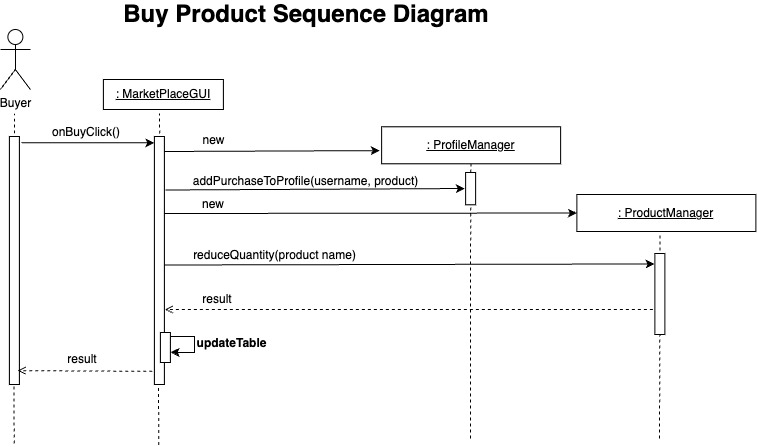 Buy Product Sequence Diagram
Buyer
: MarketPlaceGUI
onBuyClick()
new
: ProfileManager
addPurchaseToProfile(username, product)
new
: ProductManager
reduceQuantity(product name)
result
updateTable
result